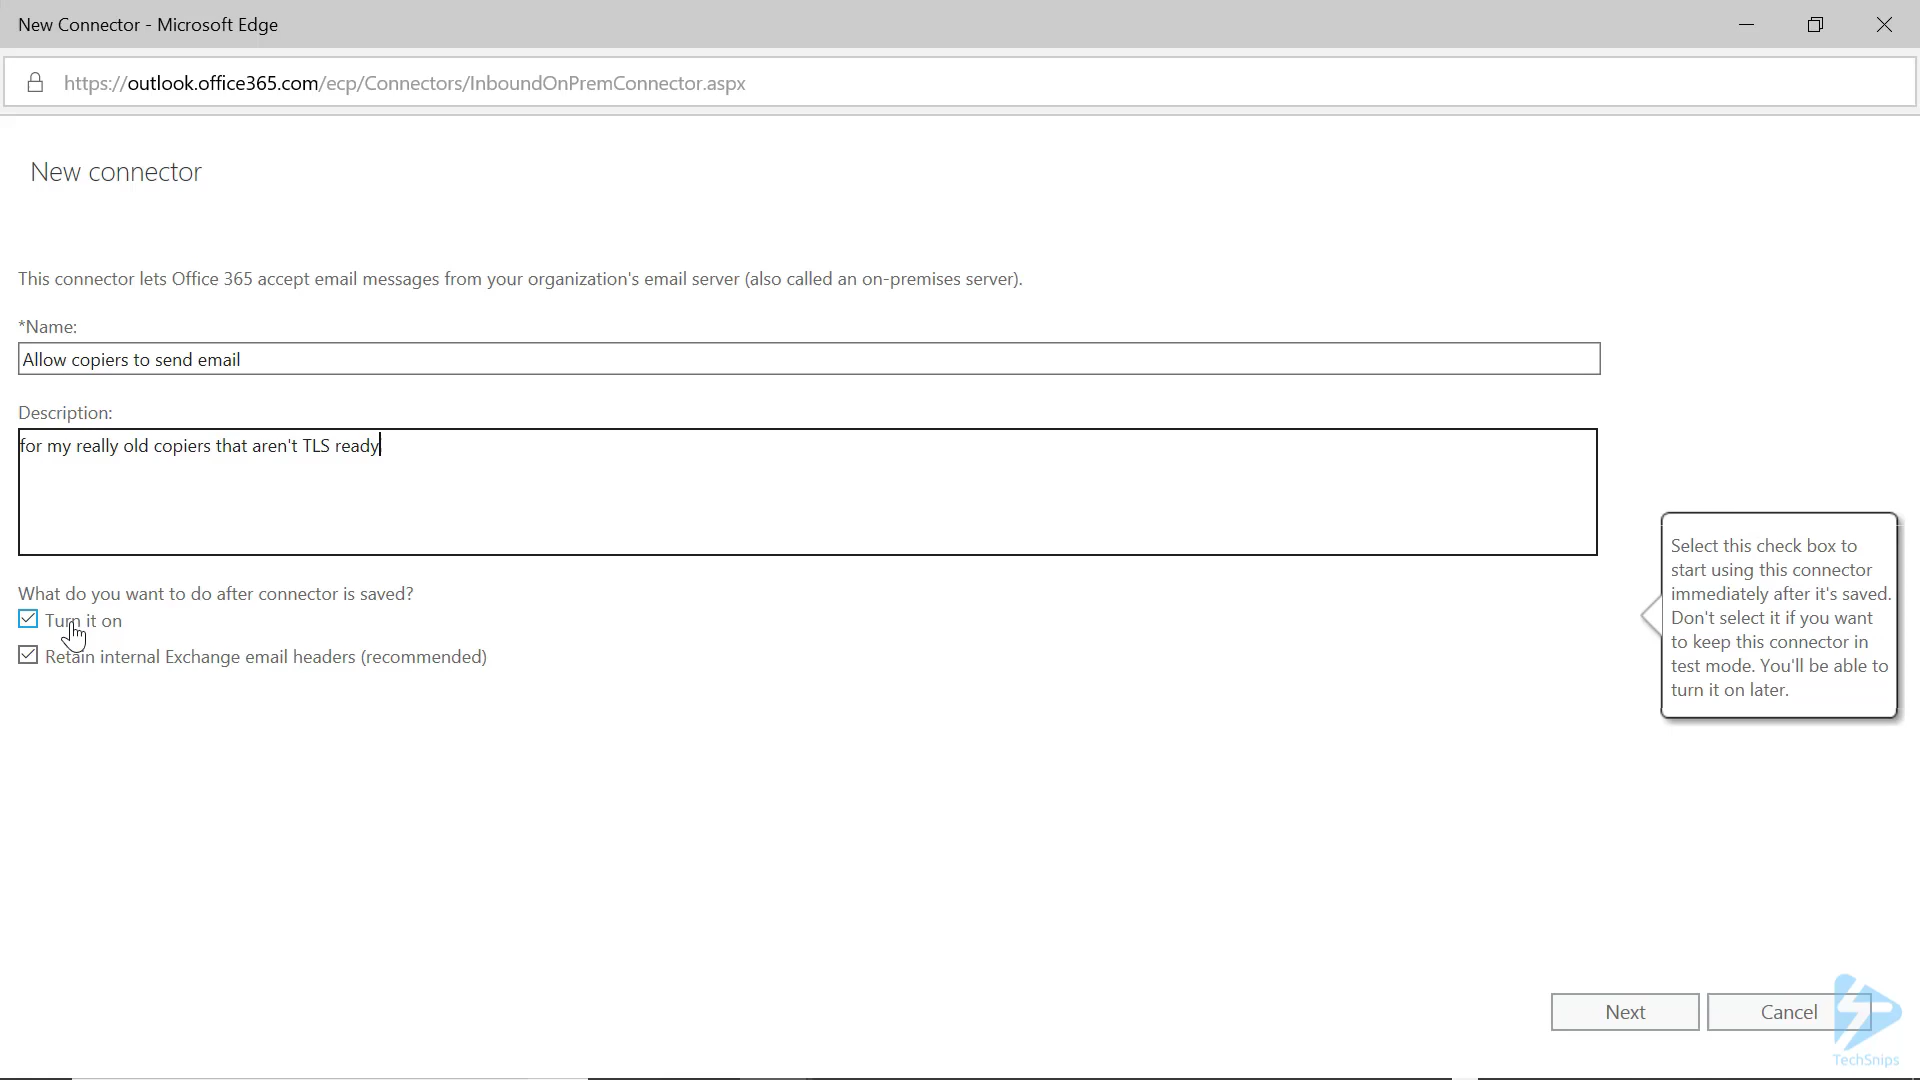 New Connector - Microsoft Edge
https://outlook.office365.com/ecp/Connectors/InboundOnPremConnector.aspx
New connector
This connector lets Office 365 accept email messages from your organization's email server (also called an on-premises server).
*Name:
Allow copiers to send email
Description:
for my really old copiers that aren't TLS ready
What do you want to do after connector is saved?
Turn it on
Retain internal Exchange email headers (recommended)
Select this check box to
start using this connector
immediately after it's saved.
Don't select it if you want
to keep this connector in
test mode. You'll be able to
turn it on later.
Next
Cancel
TechSnips